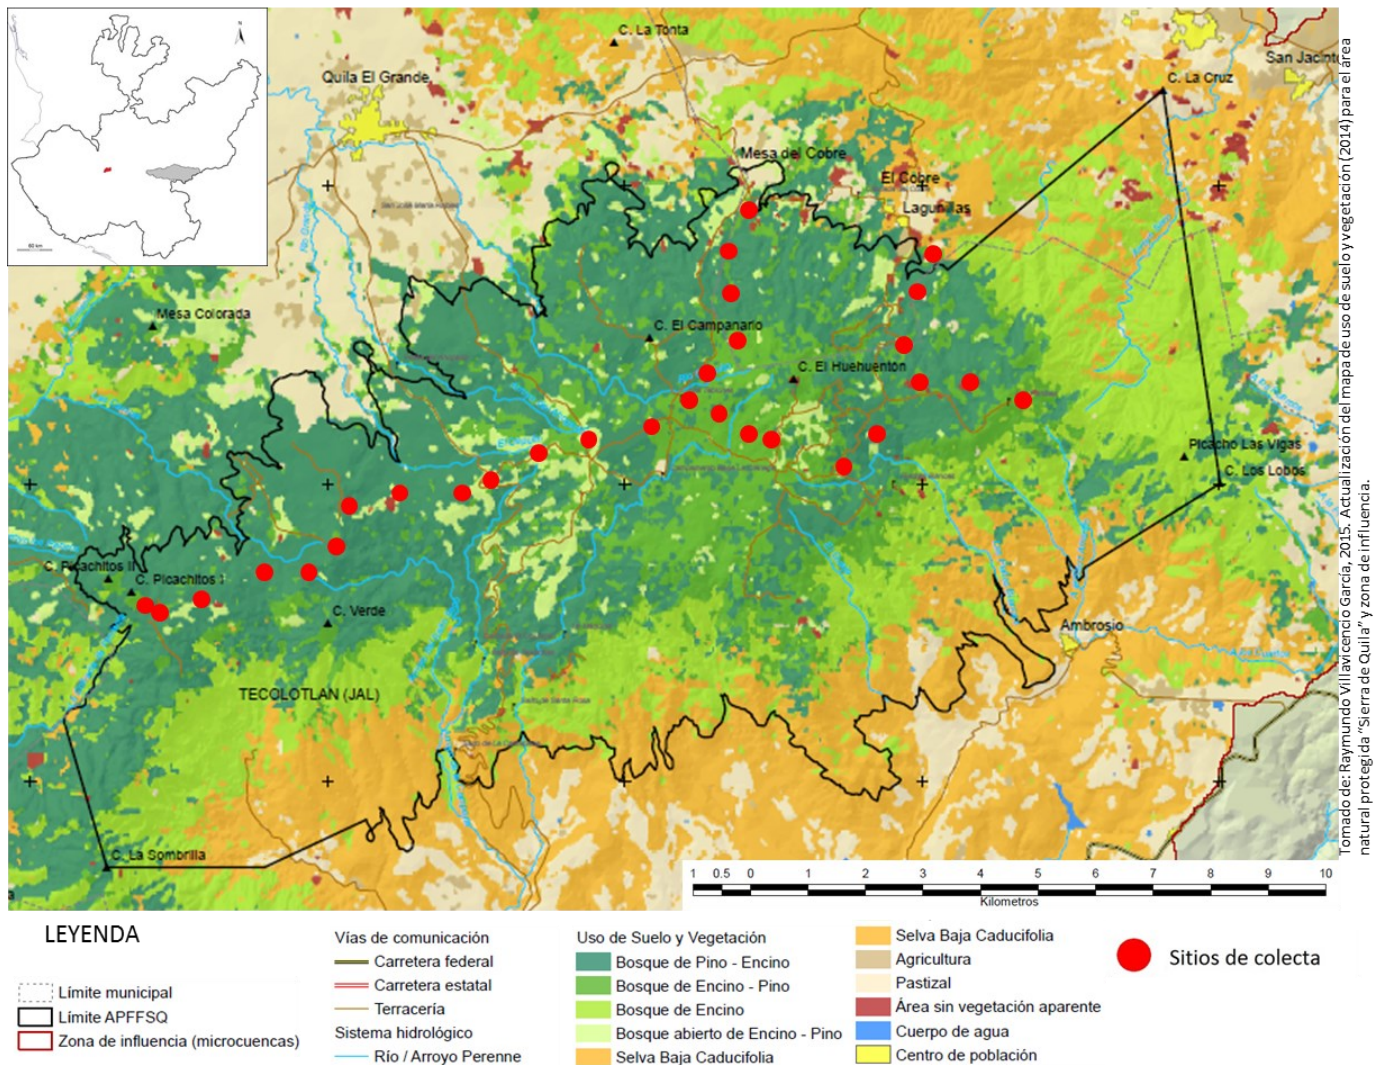 N
50 km
C. La Tonta
Quila El Grande
C. La Cruz
San Jacinto
Mesa del Cobre
El Cobre
Lagunillas
Mesa Colorada
C. El Campanario
C. El Huehuentón
Picacho Las Vigas
C. Los Lobos
C. Picachitos II
C. Picachitos I
C. Verde
Ambrosio
TECOLOTLAN (JAL)
C. La Sombrilla
1 0.5 0 1 2 3 4 5 6 7 8 9 10
Kilometros
Tomado de: Raymundo Villavicencio García, 2015. Actualización del mapa de uso de suelo y vegetación (2014) para el área
natural protegida “Sierra de Quila” y zona de influencia.
LEYENDA
Límite municipal
Límite APFFSQ
Zona de influencia (microcuencas)
Vías de comunicación
Carretera federal
Carretera estatal
Terracería
Sistema hidrológico
Río / Arroyo Perenne
Uso de Suelo y Vegetación
Bosque de Pino - Encino
Bosque de Encino - Pino
Bosque de Encino
Bosque abierto de Encino - Pino
Selva Baja Caducifolia
Selva Baja Caducifolia
Agricultura
Pastizal
Área sin vegetación aparente
Cuerpo de agua
Centro de población
Sitios de colecta